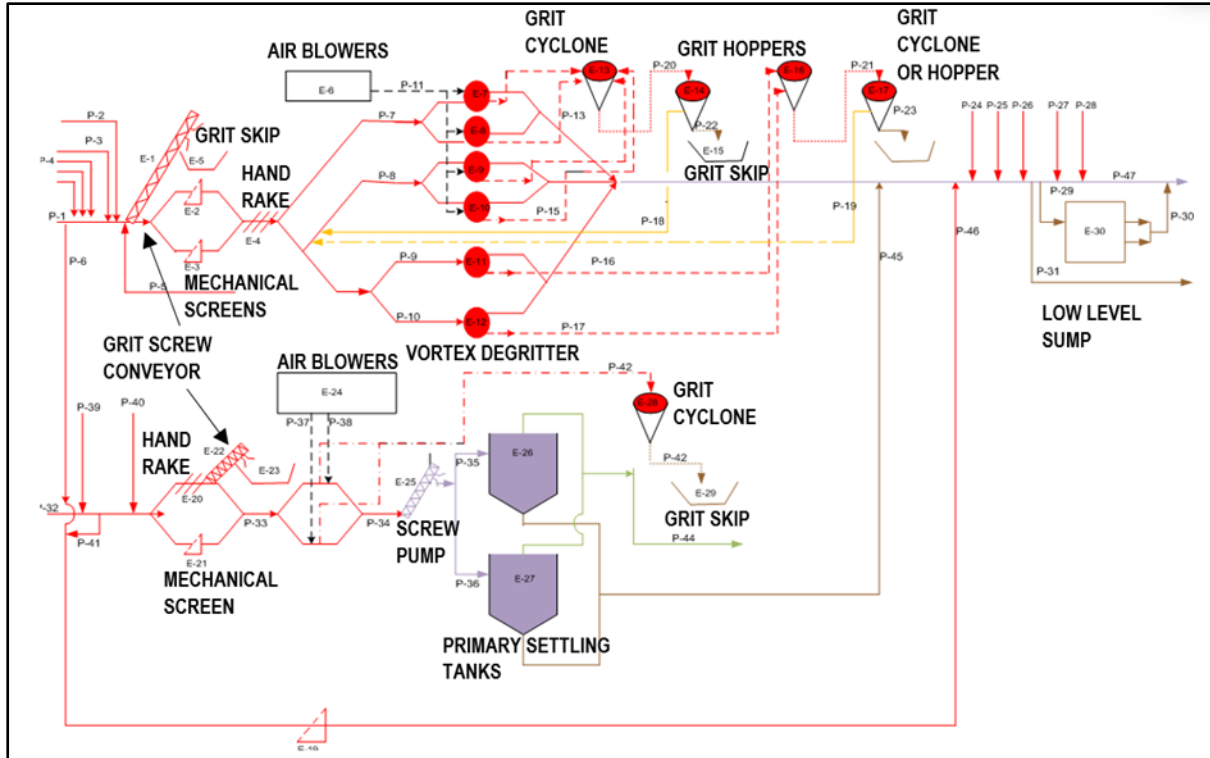 GRIT
CYCLONE
GRIT HOPPERS
GRIT
CYCLONE
OR HOPPER
AIR BLOWERS
E-6
P-11
E-7
E-8
E-9
E-10
E-11
E-12
E-13
P-20
E-14
P-22
E-15
GRIT SKIP
E-16
P-21
E-17
P-23
P-24
P-25
P-26
P-27
P-28
P-2
P-3
P-4
P-1
P-6
P-5
E-1
GRIT SKIP
E-5
E-2
E-3
HAND
RAKE
E-4
MECHANICAL
SCREENS
P-7
P-8
P-9
P-10
P-13
P-15
P-16
P-17
P-18
P-19
P-45
P-46
P-29
P-47
P-30
E-30
P-31
LOW LEVEL
SUMP
VORTEX DEGRITTER
GRIT SCREW
CONVEYOR
AIR BLOWERS
E-24
P-37
P-38
P-42
GRIT
CYCLONE
E-28
P-42
E-29
GRIT SKIP
P-39
P-40
HAND
RAKE
E-22
E-23
E-20
P-32
P-41
E-21
MECHANICAL
SCREEN
P-33
P-34
E-25
SCREW
PUMP
P-35
P-36
E-26
E-27
P-44
PRIMARY SETTLING
TANKS